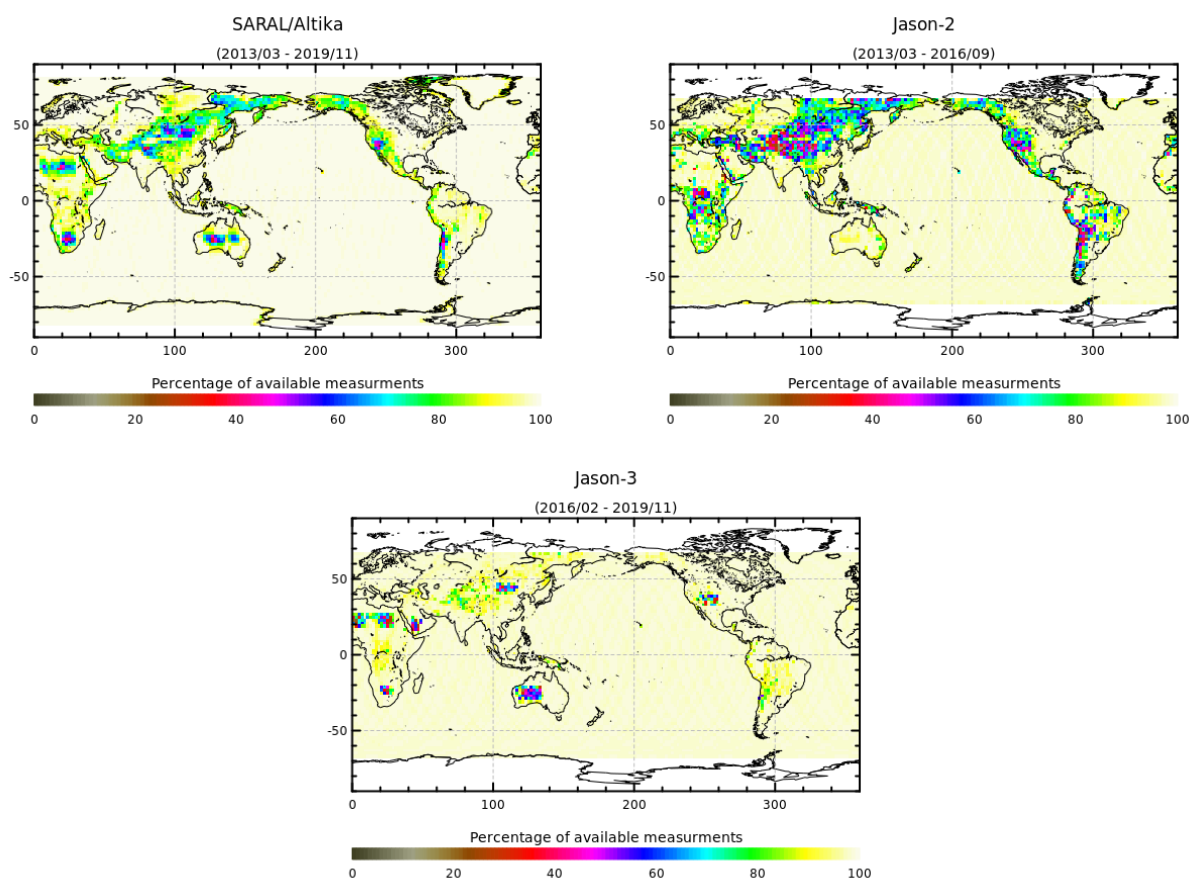 SARAL/Altika
(2013/03 - 2019/11)
50
0
-50
0 100 200 300
Percentage of available measurments
0 20 40 60 80 100
Jason-2
(2013/03 - 2016/09)
50
0
-50
0 100 200 300
Percentage of available measurments
0 20 40 60 80 100
Jason-3
(2016/02 - 2019/11)
50
0
-50
0 100 200 300
Percentage of available measurments
0 20 40 60 80 100